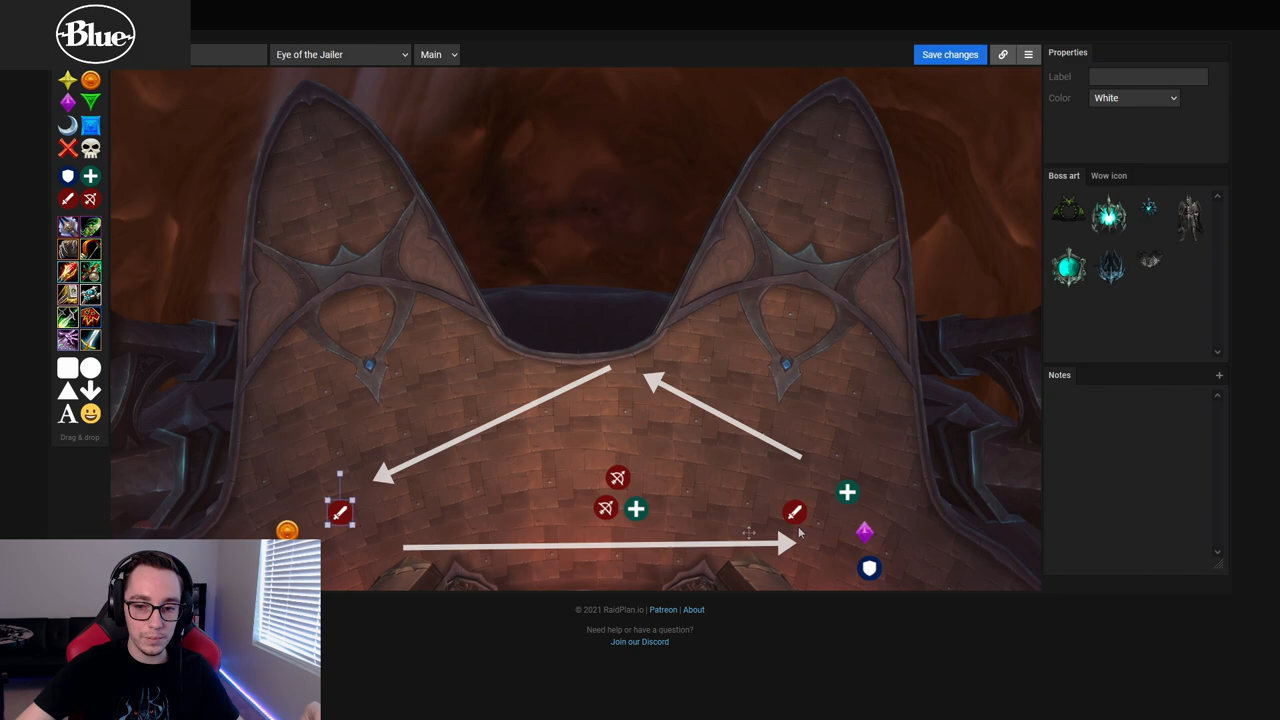 Blue
Eye of the Jailer
Main
Save changes
Properties
Label
Color
White
Boss art
Wow icon
A
Drag & drop
Notes
© 2021 RaidPlan.io | Patreon | About
Need help or have a question?
Join our Discord